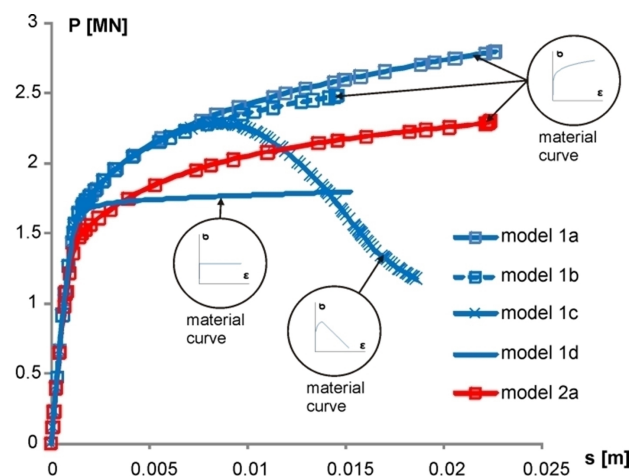 P [MN]
3
2.5
2
1.5
1
0.5
0
0
0.005
0.01
0.015
0.02
0.025
s [m]
σ
ε
material
curve
σ
ε
material
curve
σ
ε
material
curve
model 1a
model 1b
model 1c
model 1d
model 2a